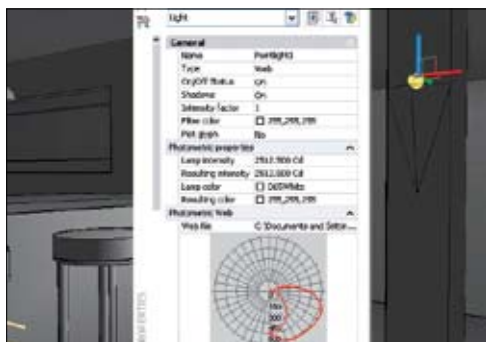 light
General
Name Pointlight3
Type Web
On/Off Status On
Shadows On
Intensity factor 1
Filter color 255,255,255
Plot glyph No
Photometric properties
Lamp intensity 2512.500 Cd
Resulting intensity 2512.500 Cd
Lamp color D65White
Resulting color 255,255,255
Photometric Web
Web file C:\Documents and Settin...
PROPERTIES